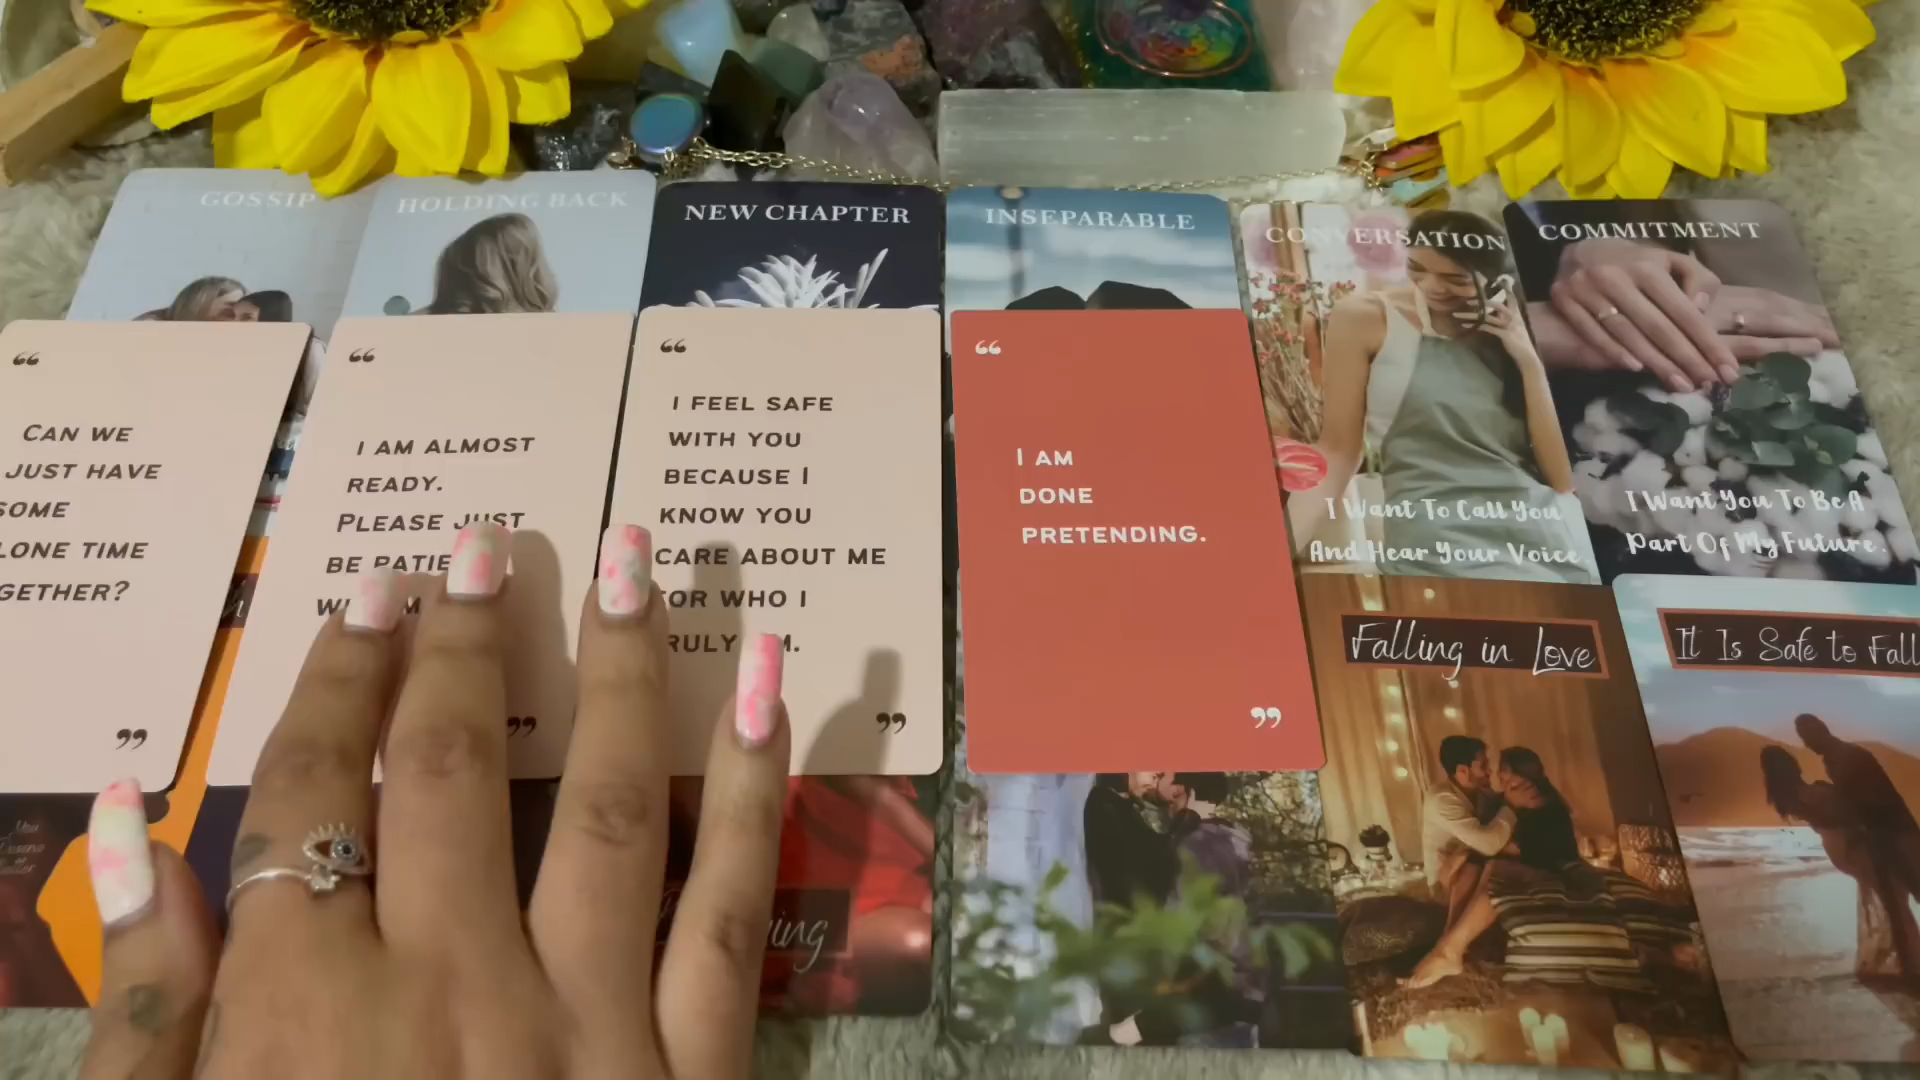 GOSSIP
HOLDING BACK
NEW CHAPTER
INSEPARABLE
CONVERSATION
COMMITMENT
“
CAN WE
JUST HAVE
SOME
LONE TIME
GETHER?
”
“
I AM ALMOST
READY.
PLEASE JUST
BE PATIE
”
“
I FEEL SAFE
WITH YOU
BECAUSE I
KNOW YOU
CARE ABOUT ME
FOR WHO I
RULY M.
”
“
I AM
DONE
PRETENDING.
”
I Want To Call You
And Hear Your Voice
I Want You To Be A
Part Of My Future.
Falling in Love
It Is Safe to Fall
You